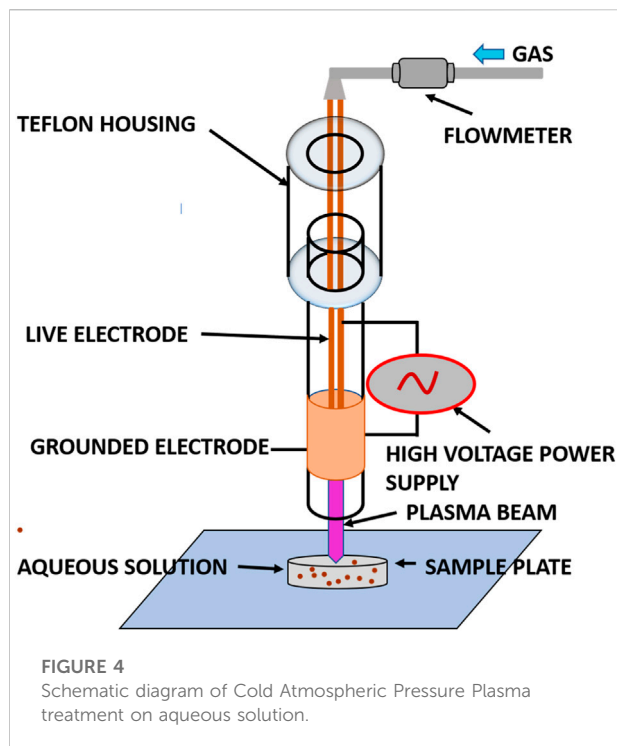 GAS
TEFLON HOUSING
FLOWMETER
LIVE ELECTRODE
GROUNDED ELECTRODE
HIGH VOLTAGE POWER
SUPPLY
PLASMA BEAM
AQUEOUS SOLUTION
SAMPLE PLATE
FIGURE 4
Schematic diagram of Cold Atmospheric Pressure Plasma
treatment on aqueous solution.